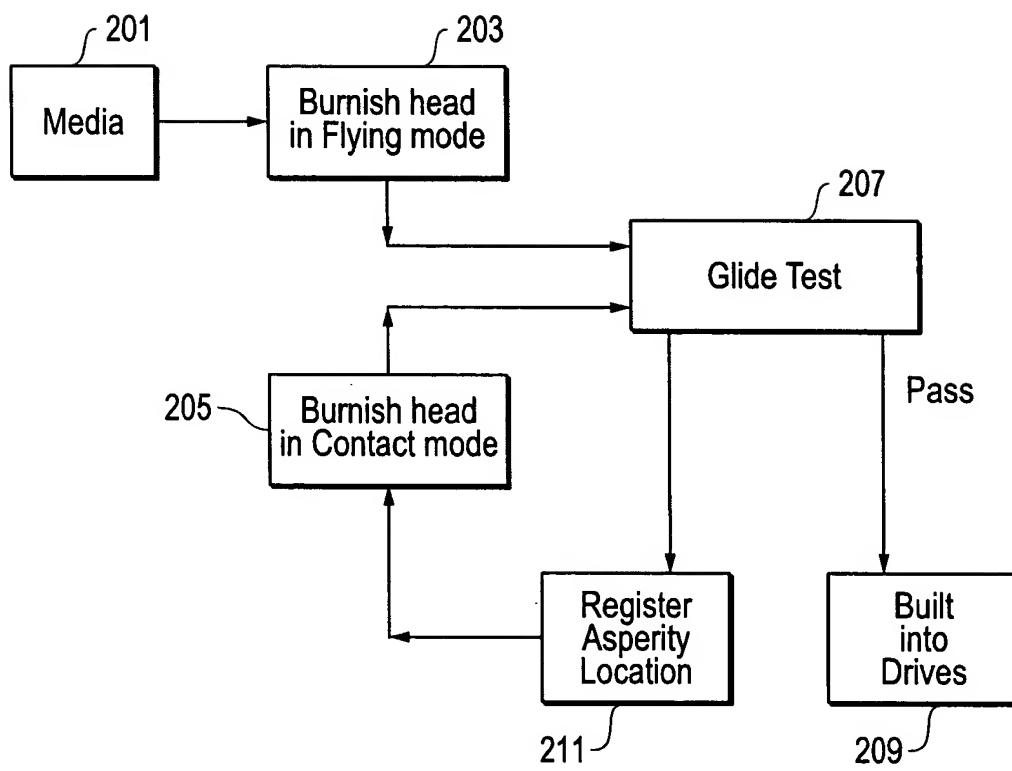 201
Media
203
Burnish head
in Flying mode
207
Glide Test
205
Burnish head
in Contact mode
Pass
Register
Asperity
Location
211
Built
into
Drives
209